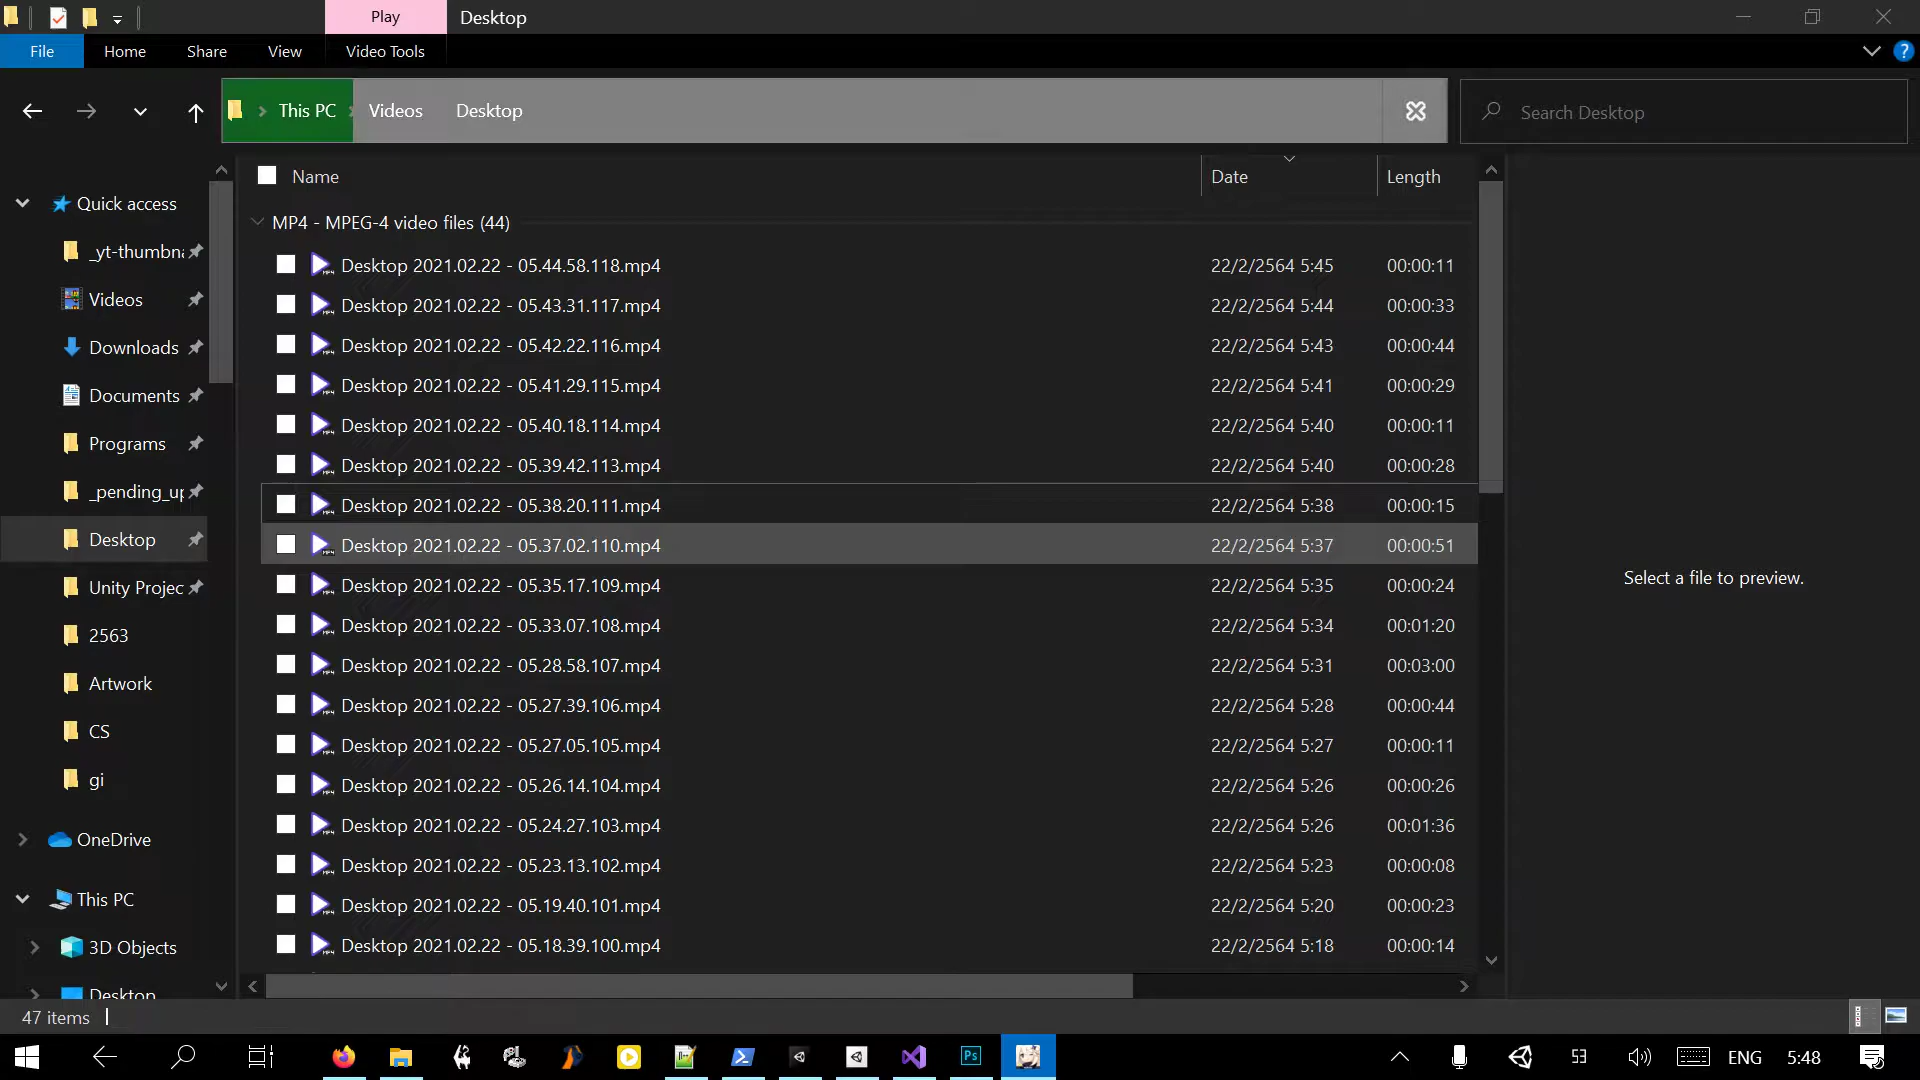 Play
Desktop
File
Home
Share
View
Video Tools
This PC
Videos
Desktop
Search Desktop
Name
Date
Length
Quick access
_yt-thumbn
Videos
Downloads
Documents
Programs
_pending_up
Desktop
Unity Projec
2563
Artwork
CS
gi
OneDrive
This PC
3D Objects
Desktop
MP4 - MPEG-4 video files (44)
Desktop 2021.02.22 - 05.44.58.118.mp4 22/2/2564 5:45 00:00:11
Desktop 2021.02.22 - 05.43.31.117.mp4 22/2/2564 5:44 00:00:33
Desktop 2021.02.22 - 05.42.22.116.mp4 22/2/2564 5:43 00:00:44
Desktop 2021.02.22 - 05.41.29.115.mp4 22/2/2564 5:41 00:00:29
Desktop 2021.02.22 - 05.40.18.114.mp4 22/2/2564 5:40 00:00:11
Desktop 2021.02.22 - 05.39.42.113.mp4 22/2/2564 5:40 00:00:28
Desktop 2021.02.22 - 05.38.20.111.mp4 22/2/2564 5:38 00:00:15
Desktop 2021.02.22 - 05.37.02.110.mp4 22/2/2564 5:37 00:00:51
Desktop 2021.02.22 - 05.35.17.109.mp4 22/2/2564 5:35 00:00:24
Desktop 2021.02.22 - 05.33.07.108.mp4 22/2/2564 5:34 00:01:20
Desktop 2021.02.22 - 05.28.58.107.mp4 22/2/2564 5:31 00:03:00
Desktop 2021.02.22 - 05.27.39.106.mp4 22/2/2564 5:28 00:00:44
Desktop 2021.02.22 - 05.27.05.105.mp4 22/2/2564 5:27 00:00:11
Desktop 2021.02.22 - 05.26.14.104.mp4 22/2/2564 5:26 00:00:26
Desktop 2021.02.22 - 05.24.27.103.mp4 22/2/2564 5:26 00:01:36
Desktop 2021.02.22 - 05.23.13.102.mp4 22/2/2564 5:23 00:00:08
Desktop 2021.02.22 - 05.19.40.101.mp4 22/2/2564 5:20 00:00:23
Desktop 2021.02.22 - 05.18.39.100.mp4 22/2/2564 5:18 00:00:14
Select a file to preview.
47 items
Ps
53
ENG
5:48